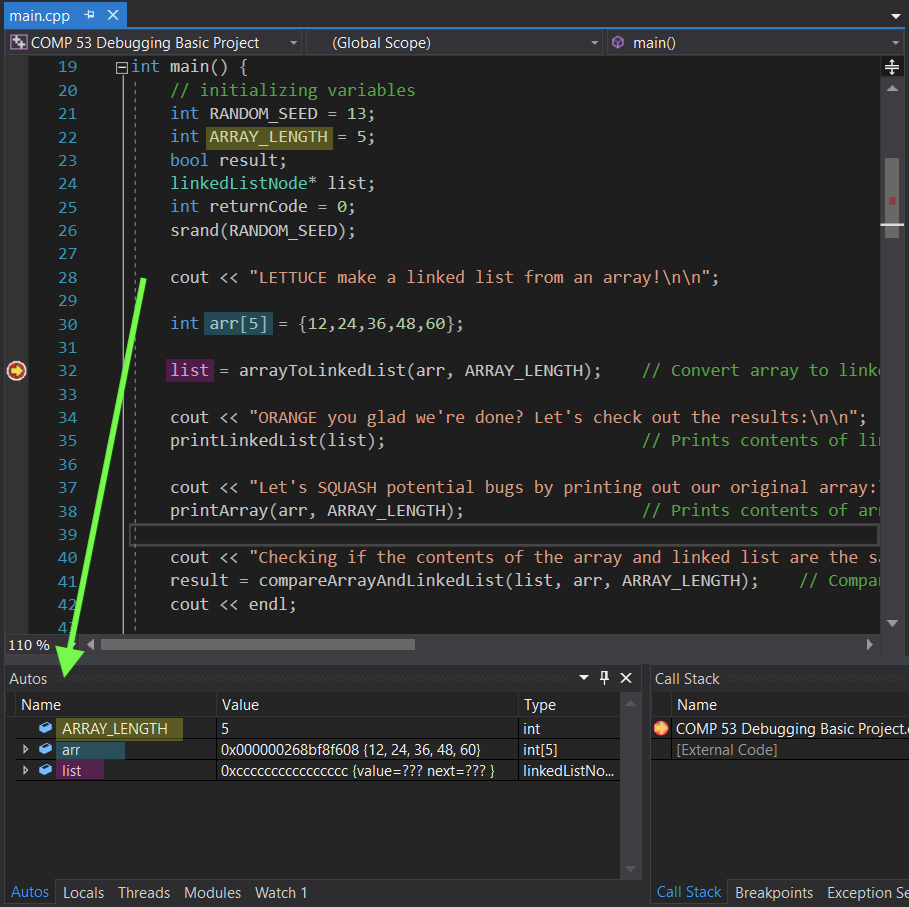 main.cpp
COMP 53 Debugging Basic Project (Global Scope) main()
19 int main() {
20 // initializing variables
21 int RANDOM_SEED = 13;
22 int ARRAY_LENGTH = 5;
23 bool result;
24 linkedListNode* list;
25 int returnCode = 0;
26 srand(RANDOM_SEED);
27
28 cout << "LETTUCE make a linked list from an array!\n\n";
29
30 int arr[5] = {12,24,36,48,60};
31
32 list = arrayToLinkedList(arr, ARRAY_LENGTH); // Convert array to linke
33
34 cout << "ORANGE you glad we're done? Let's check out the results:\n\n";
35 printLinkedList(list); // Prints contents of lin
36
37 cout << "Let's SQUASH potential bugs by printing out our original array:
38 printArray(arr, ARRAY_LENGTH); // Prints contents of arr
39
40 cout << "Checking if the contents of the array and linked list are the sa
41 result = compareArrayAndLinkedList(list, arr, ARRAY_LENGTH); // Compar
42 cout << endl;
43
110 %
Autos
Name Value Type
ARRAY_LENGTH 5 int
arr 0x000000268bf8f608 {12, 24, 36, 48, 60} int[5]
list 0xcccccccccccccccc {value=??? next=??? } linkedListNo...
Autos Locals Threads Modules Watch 1
Call Stack
Name
COMP 53 Debugging Basic Project.
[External Code]
Call Stack Breakpoints Exception Se